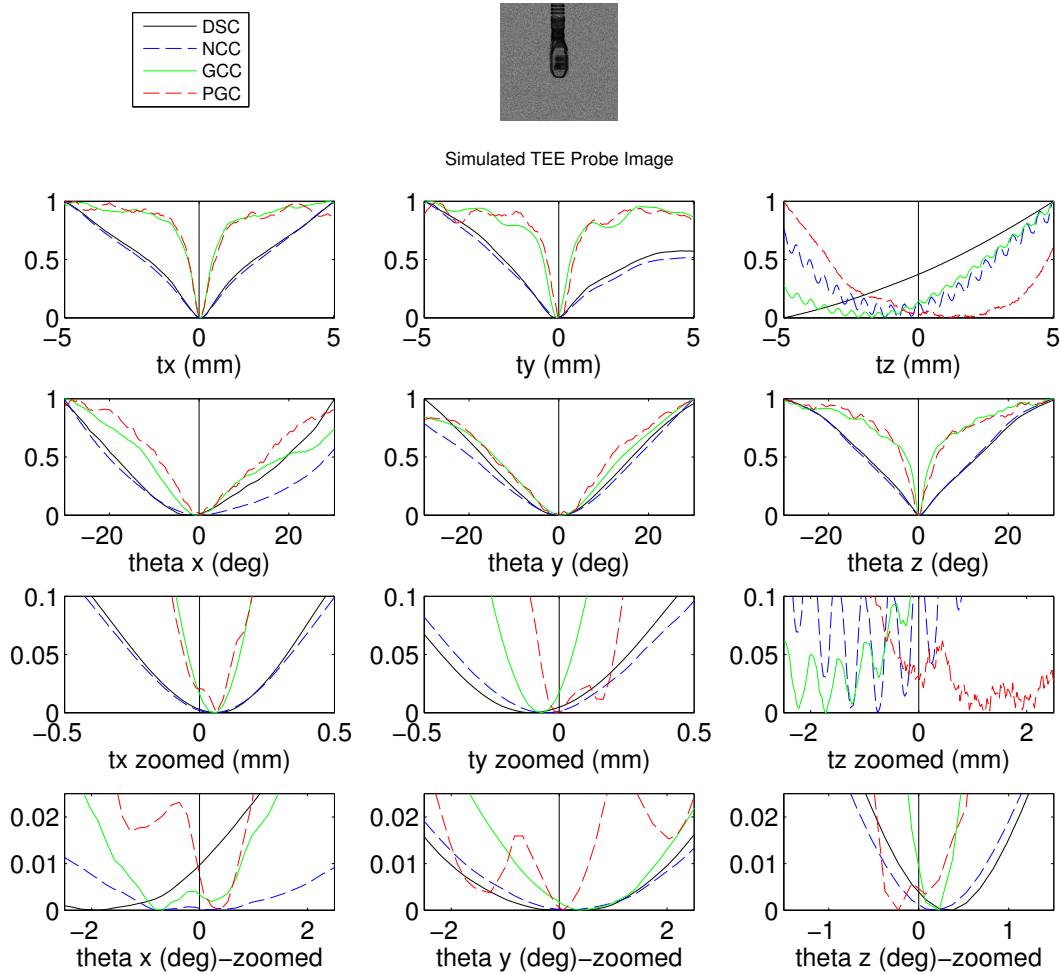 DSC
NCC
GCC
PGC
Simulated TEE Probe Image
1
0.5
0
−5 0 5
tx (mm)
1
0.5
0
−5 0 5
ty (mm)
1
0.5
0
−5 0 5
tz (mm)
1
0.5
0
−20 0 20
theta x (deg)
1
0.5
0
−20 0 20
theta y (deg)
1
0.5
0
−20 0 20
theta z (deg)
0.1
0.05
0
−0.5 0 0.5
tx zoomed (mm)
0.1
0.05
0
−0.5 0 0.5
ty zoomed (mm)
0.1
0.05
0
−2 0 2
tz zoomed (mm)
0.02
0.01
0
−2 0 2
theta x (deg)−zoomed
0.02
0.01
0
−2 0 2
theta y (deg)−zoomed
0.02
0.01
0
−1 0 1
theta z (deg)−zoomed